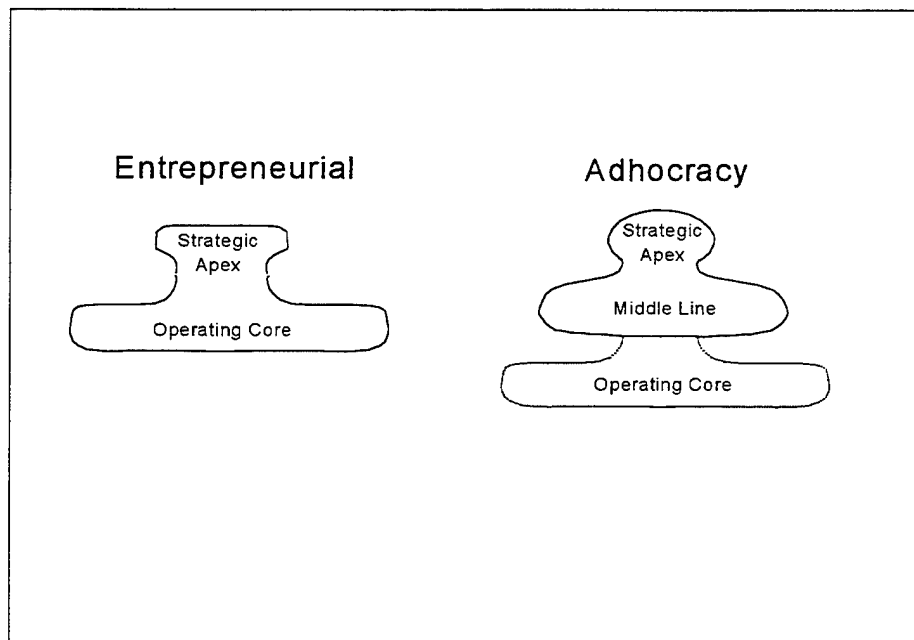 Entrepreneurial
Strategic
Apex
Operating Core
Adhocracy
Strategic
Apex
Middle Line
Operating Core